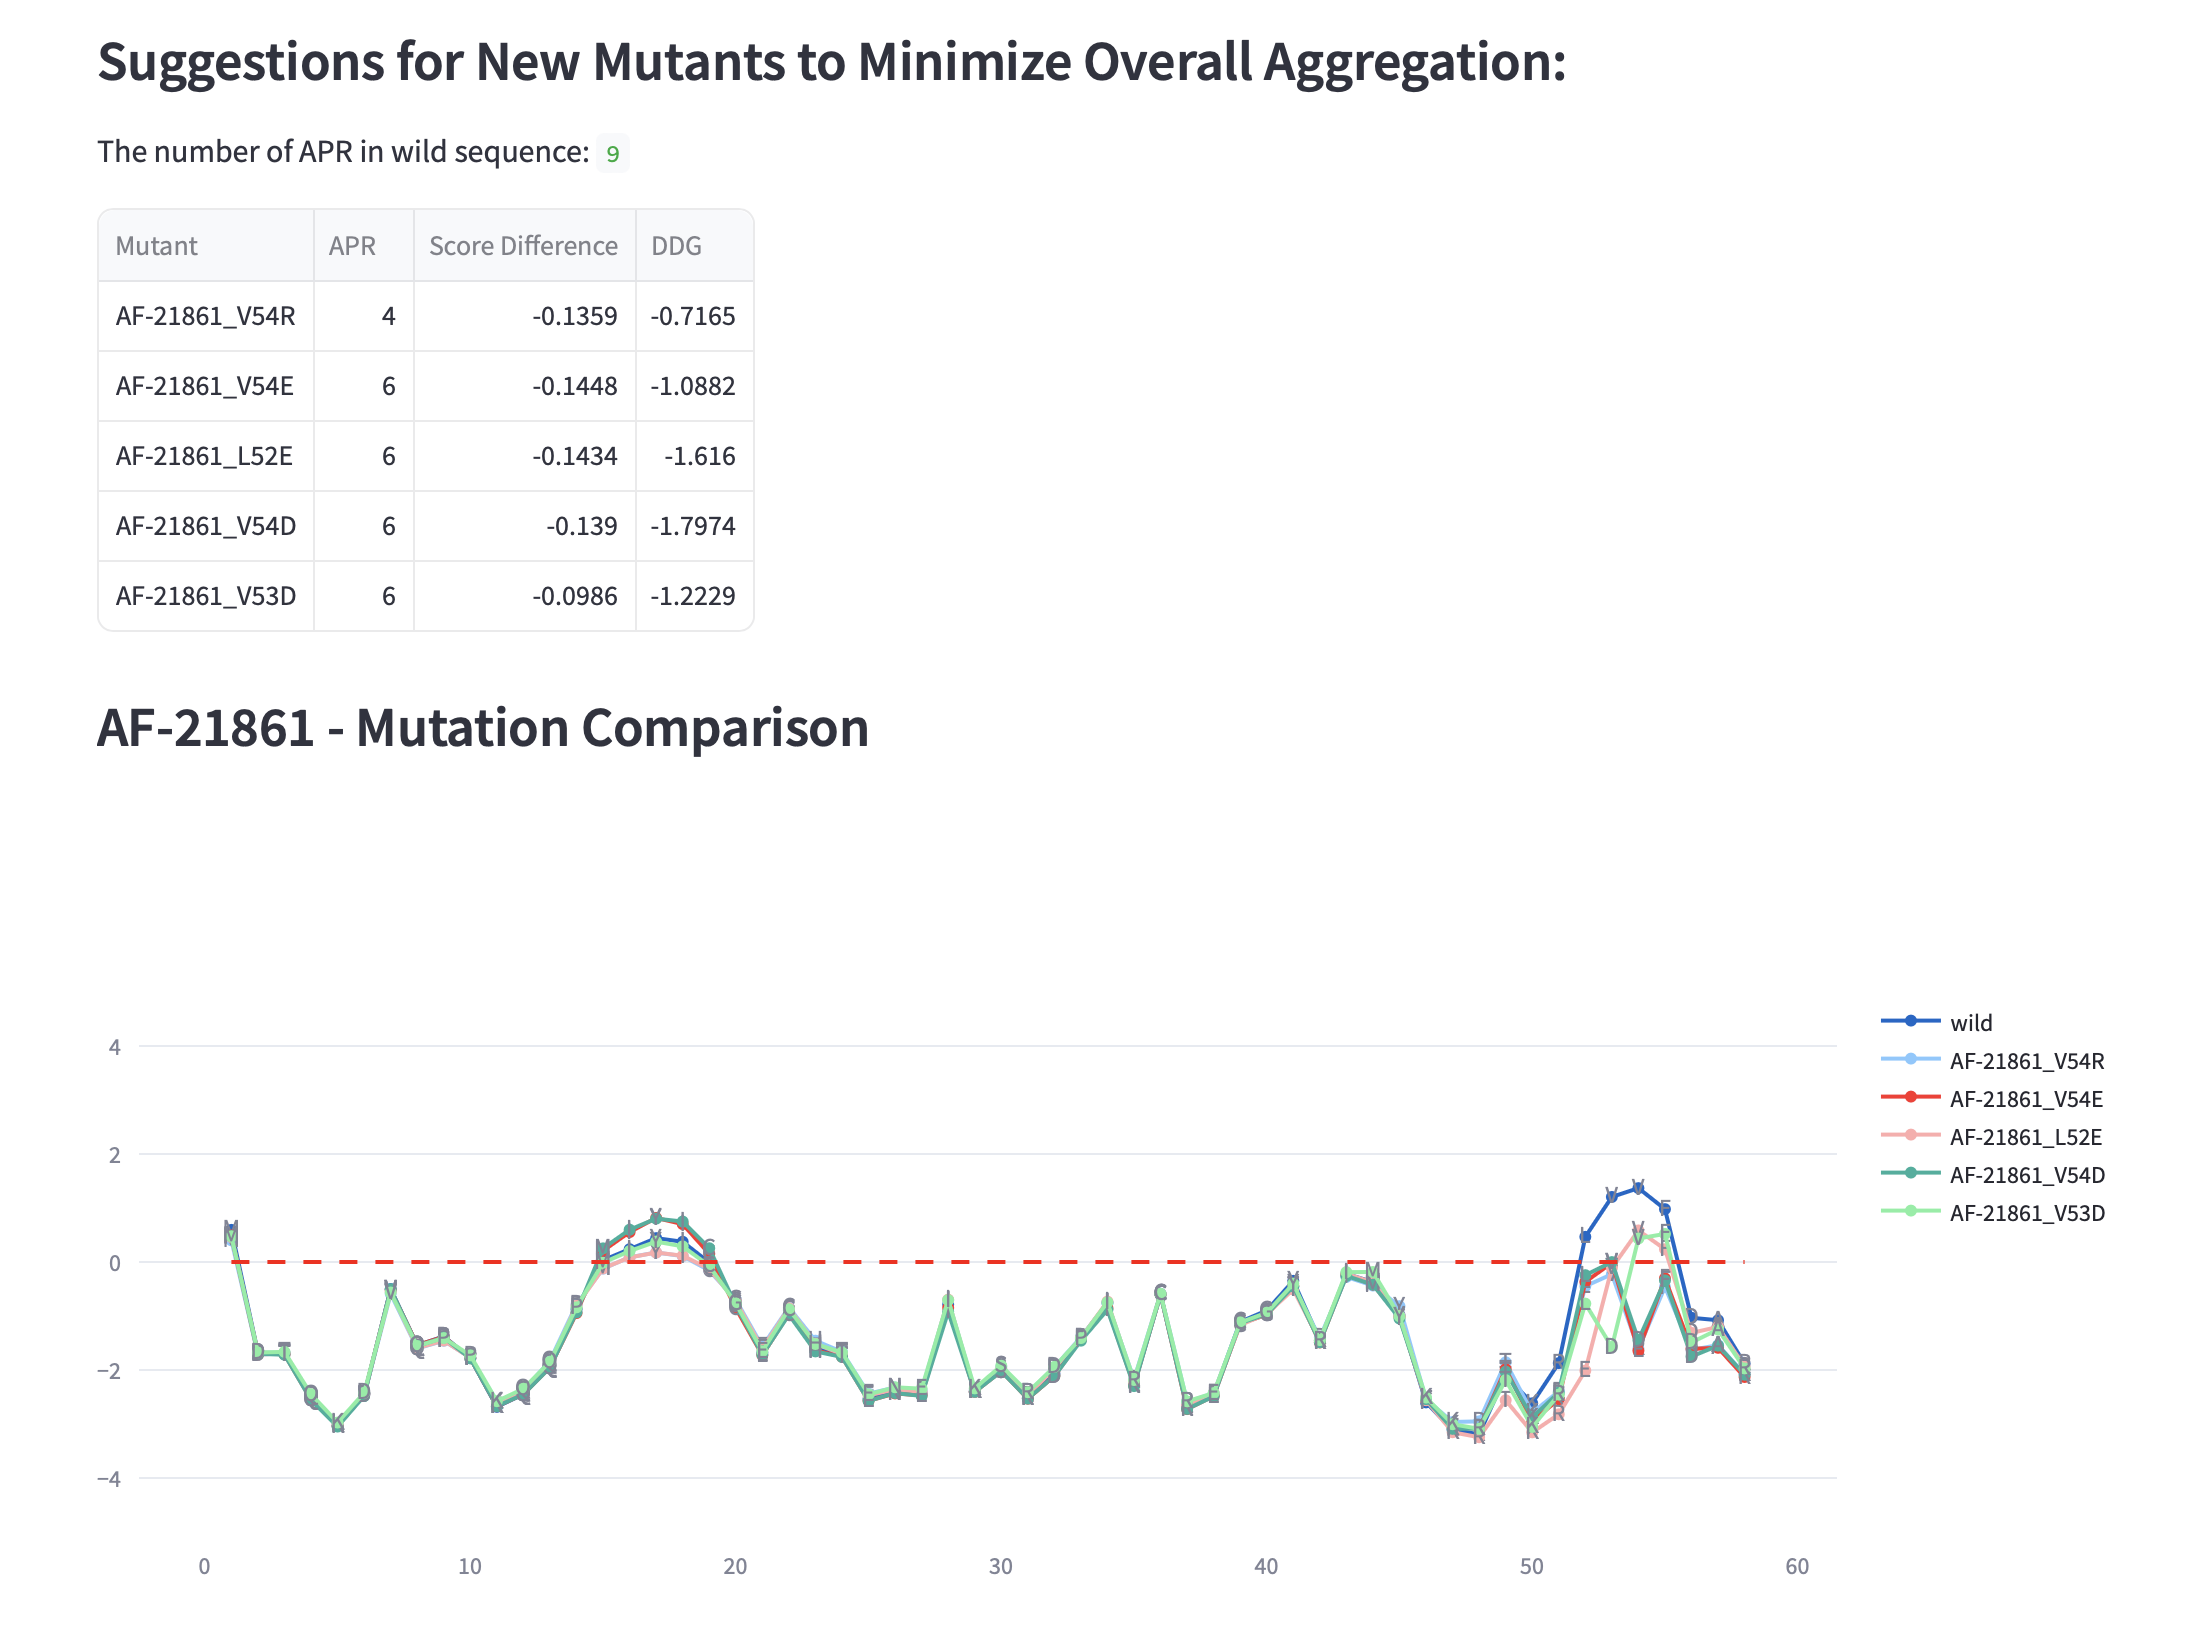 Suggestions for New Mutants to Minimize Overall Aggregation:
The number of APR in wild sequence: 9
Mutant APR Score Difference DDG
AF-21861_V54R 4 -0.1359 -0.7165
AF-21861_V54E 6 -0.1448 -1.0882
AF-21861_L52E 6 -0.1434 -1.616
AF-21861_V54D 6 -0.139 -1.7974
AF-21861_V53D 6 -0.0986 -1.2229
AF-21861 - Mutation Comparison
wild
AF-21861_V54R
AF-21861_V54E
AF-21861_L52E
AF-21861_V54D
AF-21861_V53D
4
2
0
−2
−4
0 10 20 30 40 50 60